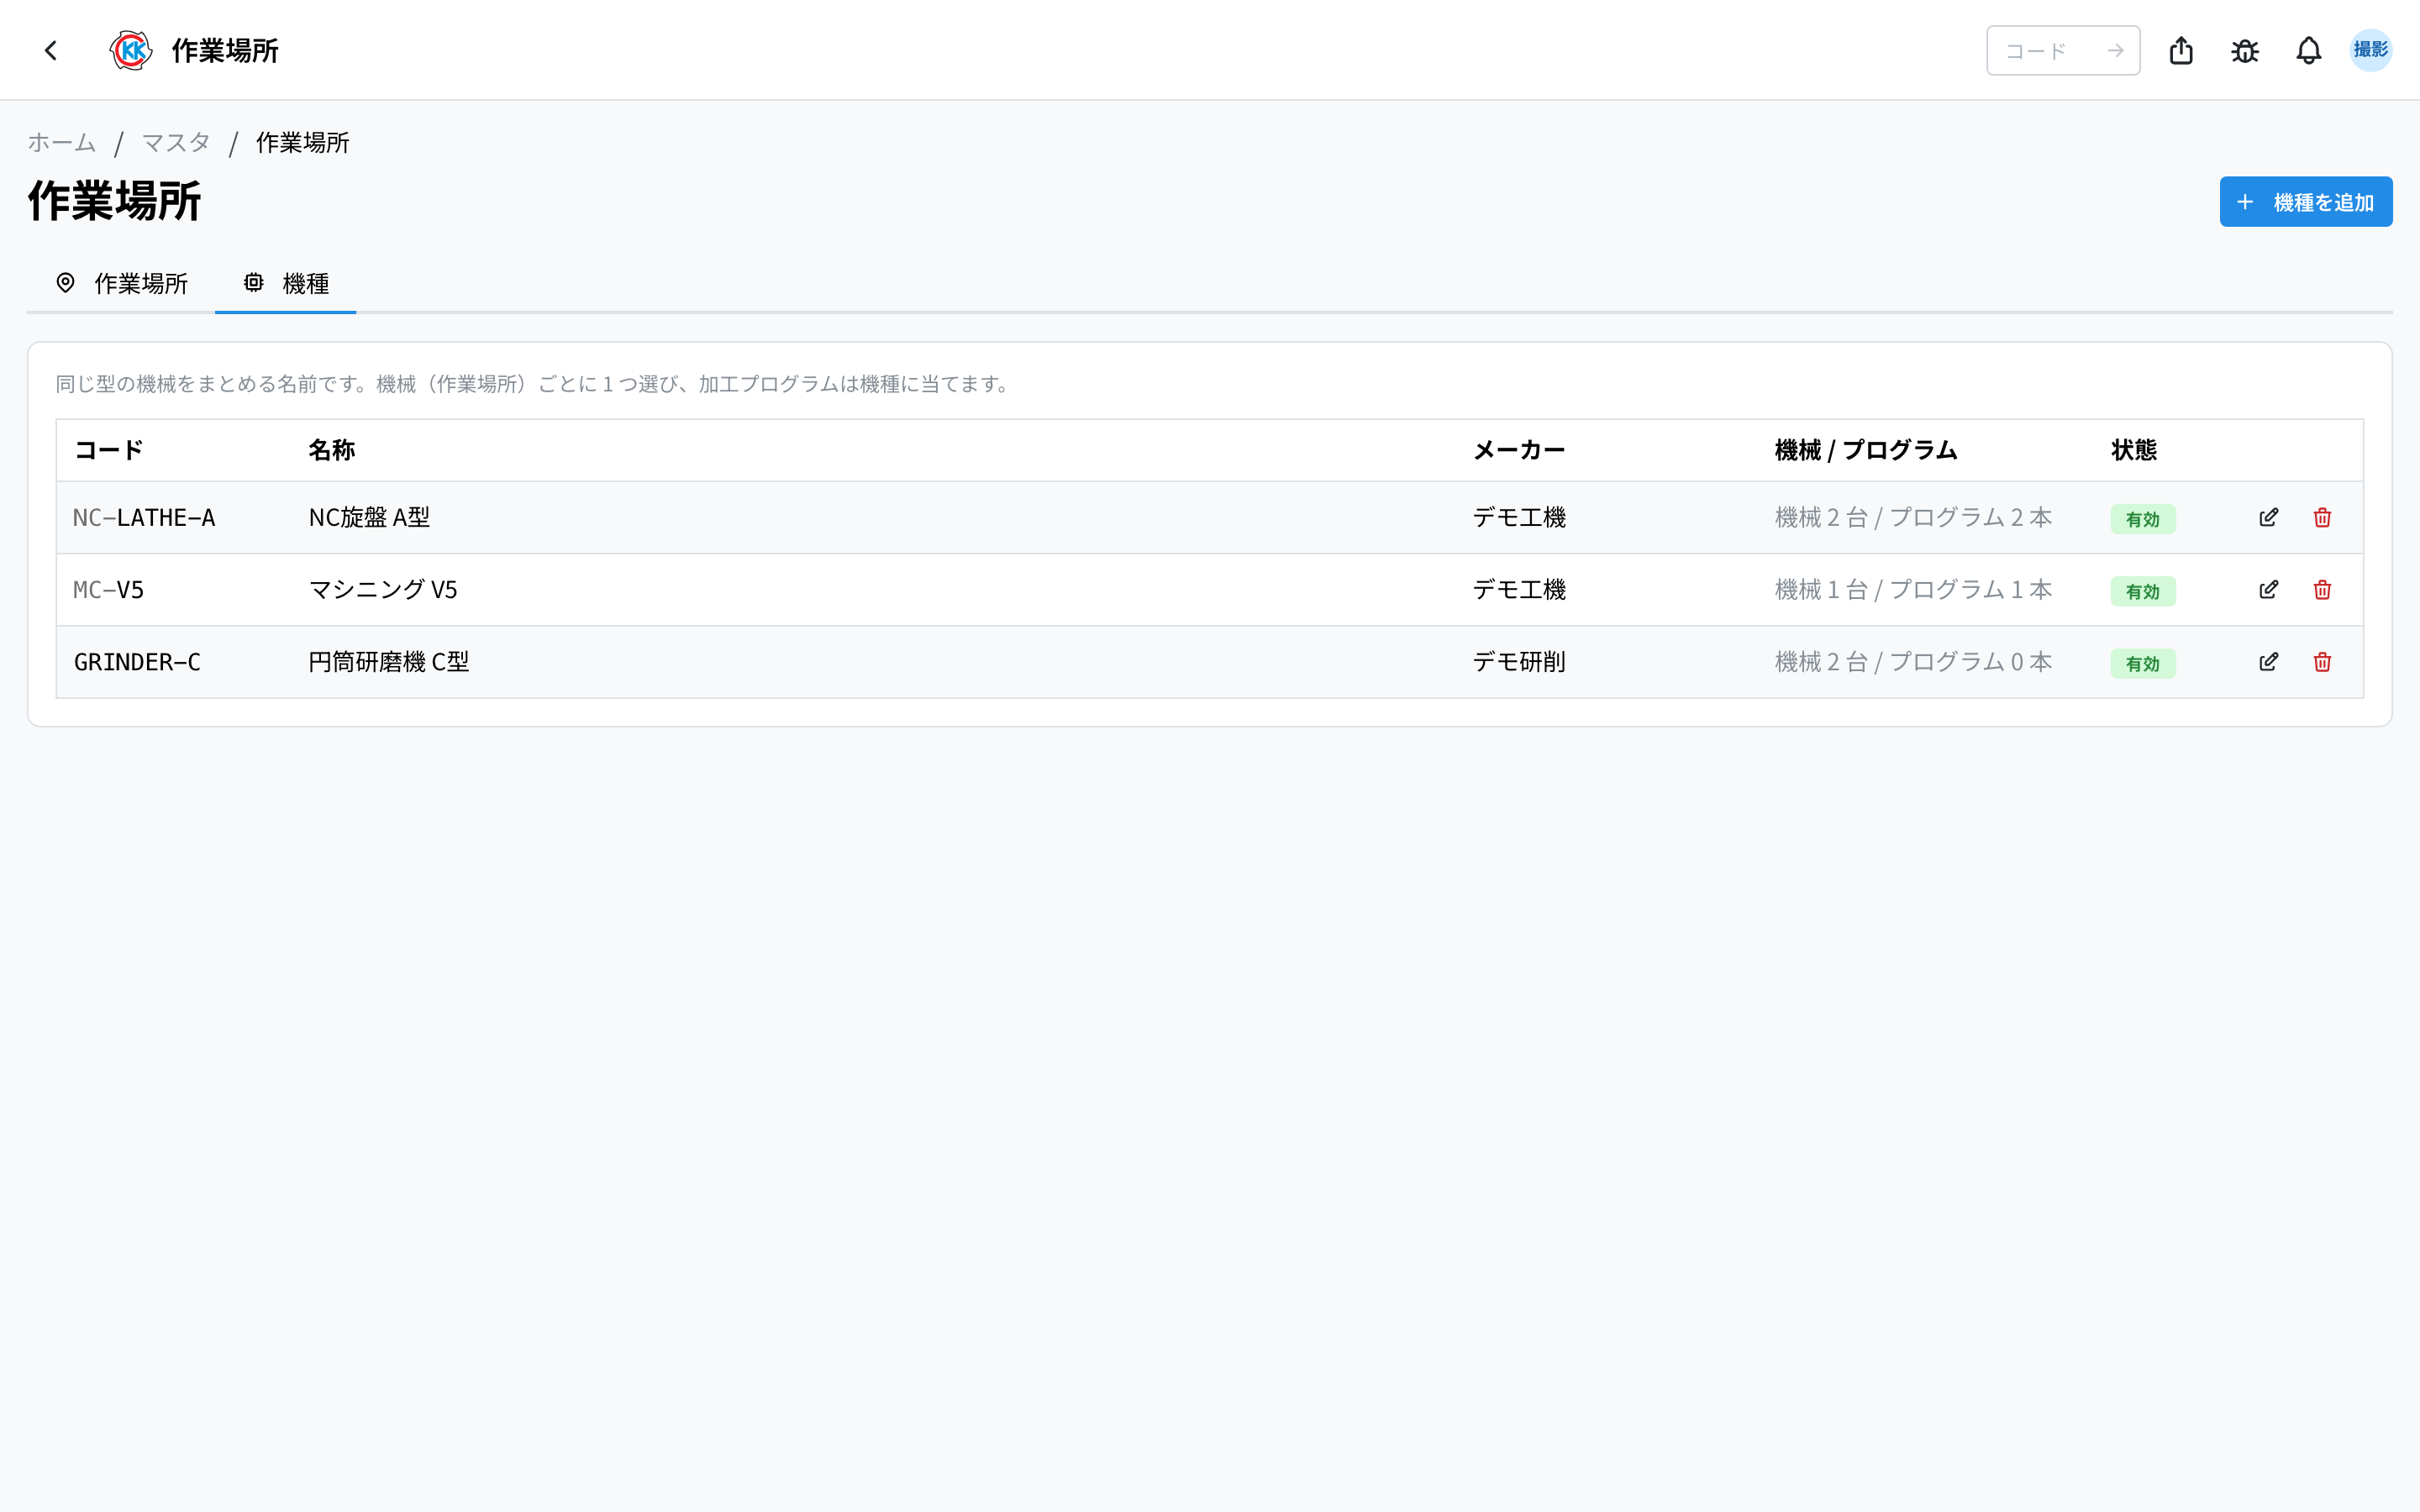 KK 作業場所
コード
撮影
ホーム / マスタ / 作業場所
作業場所
機種を追加
作業場所
機種
同じ型の機械をまとめる名前です。機械（作業場所）ごとに 1 つ選び、加工プログラムは機種に当てます。
コード 名称 メーカー 機械 / プログラム 状態
NC-LATHE-A NC旋盤 A型 デモ工機 機械 2 台 / プログラム 2 本 有効
MC-V5 マシニング V5 デモ工機 機械 1 台 / プログラム 1 本 有効
GRINDER-C 円筒研磨機 C型 デモ研削 機械 2 台 / プログラム 0 本 有効